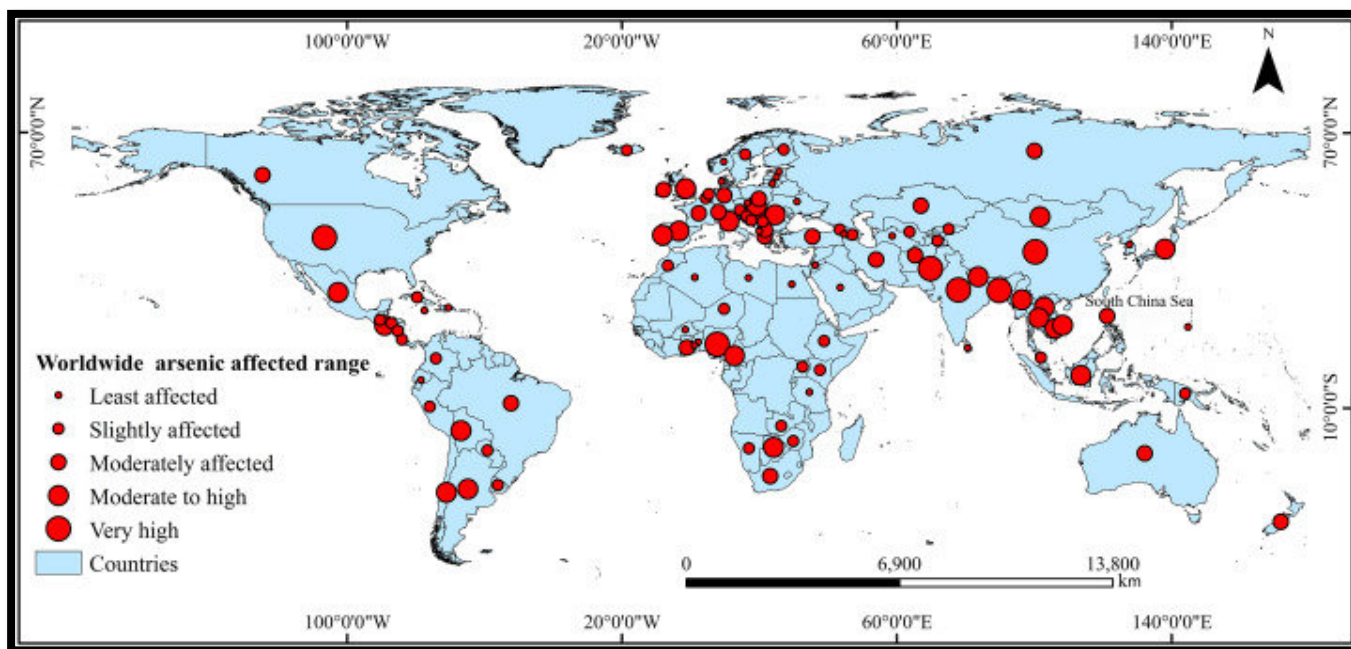 N
100°0'0"W 20°0'0"W 60°0'0"E 140°0'0"E
70°0'0"N 70°0'0"N
South China Sea
Worldwide arsenic affected range
Least affected
Slightly affected
Moderately affected
Moderate to high
Very high
Countries
10°0'0"S 10°0'0"S
0 6,900 13,800
km
100°0'0"W 20°0'0"W 60°0'0"E 140°0'0"E